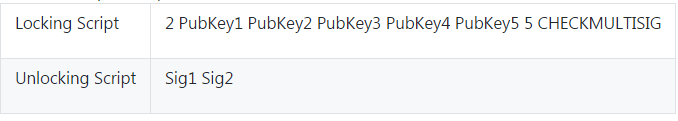 Locking Script 2 PubKey1 PubKey2 PubKey3 PubKey4 PubKey5 5 CHECKMULTISIG
Unlocking Script Sig1 Sig2